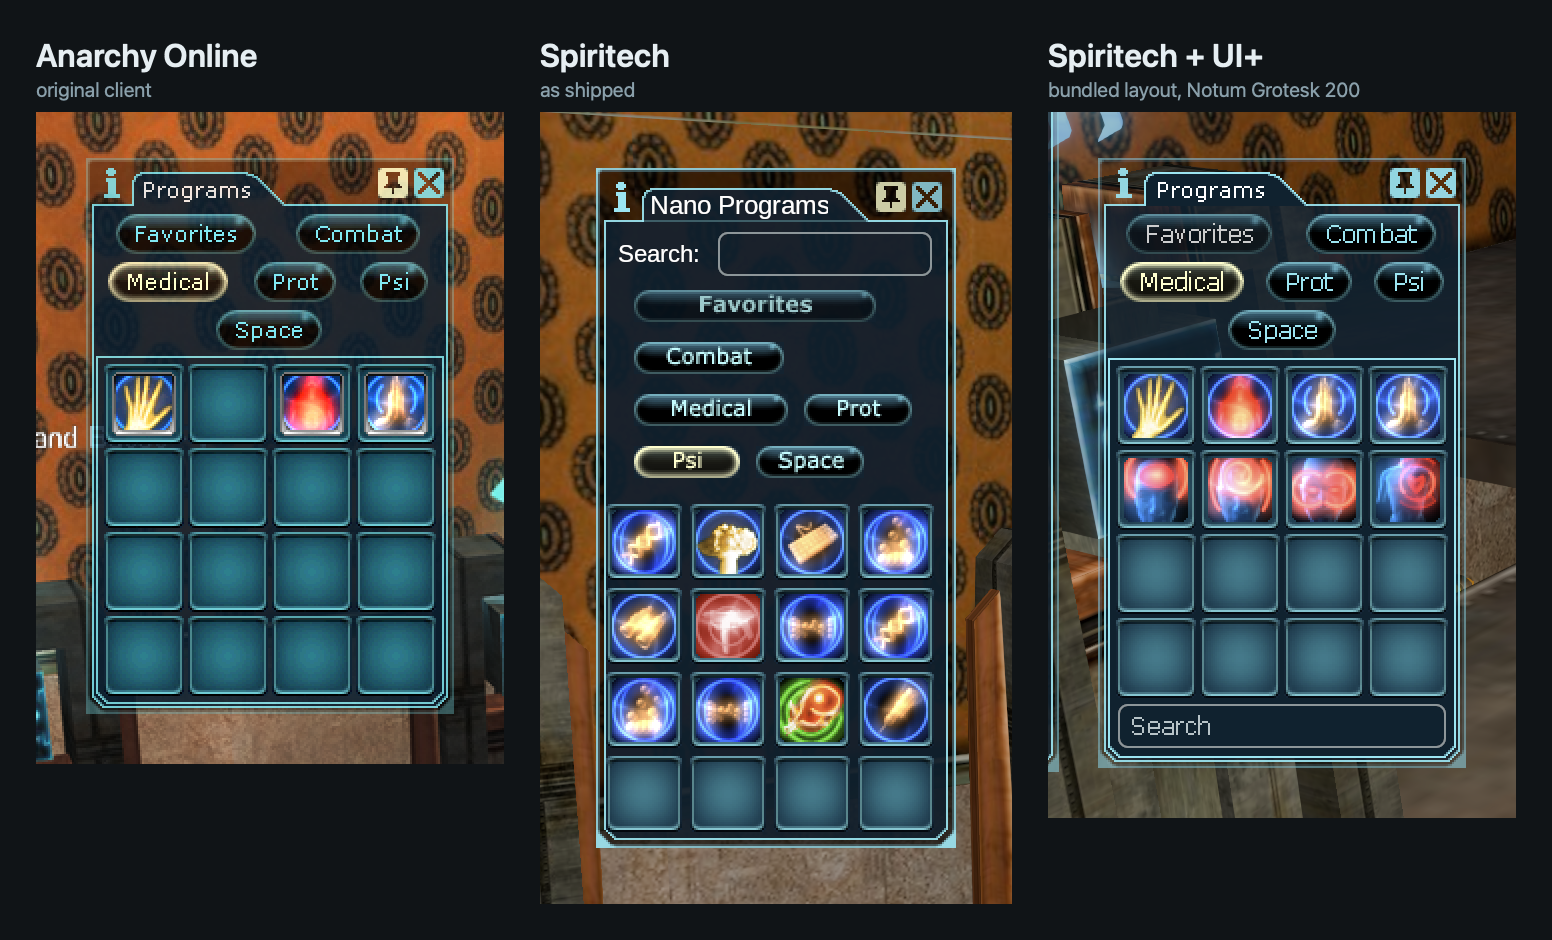 Anarchy Online
original client
Programs
Favorites Combat
Medical Prot Psi
Space
and
Spiritech
as shipped
Nano Programs
Search:
Favorites
Combat
Medical Prot
Psi Space
Spiritech + UI+
bundled layout, Notum Grotesk 200
Programs
Favorites Combat
Medical Prot Psi
Space
Search